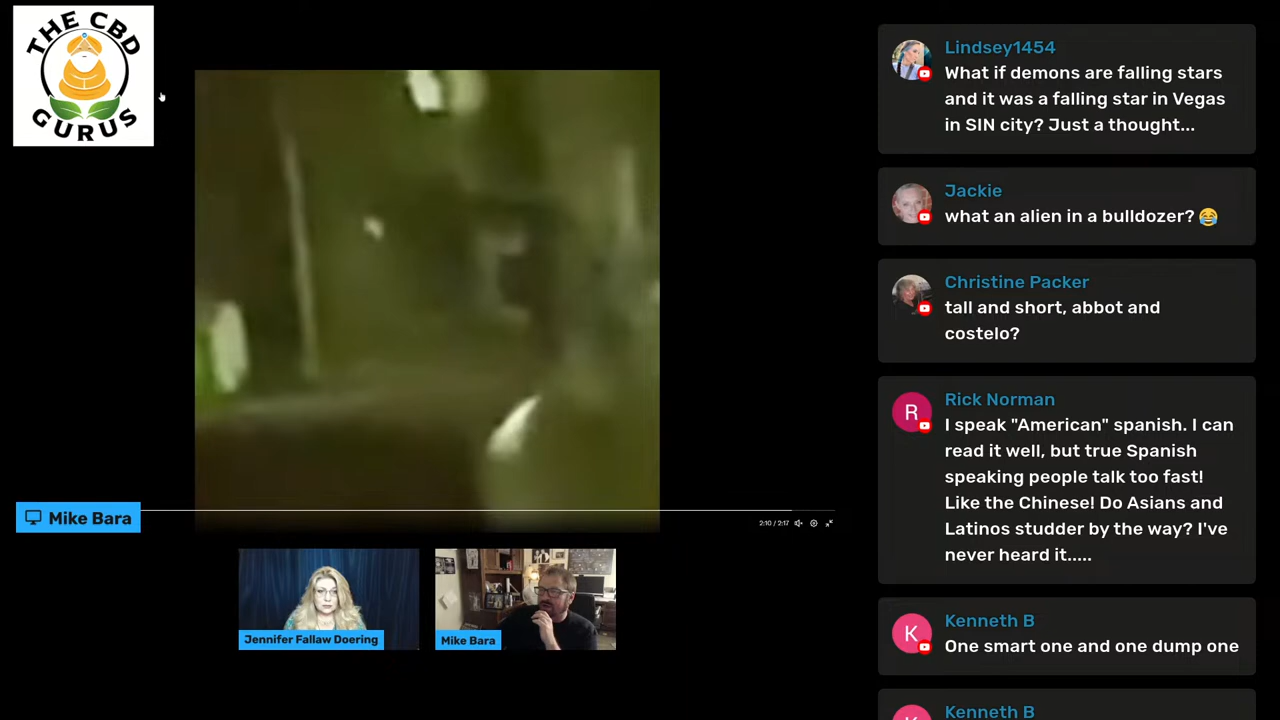 THE CBD
GURUS
Mike Bara
2:10 / 2:17
Jennifer Fallaw Doering
Mike Bara
Lindsey1454
What if demons are falling stars
and it was a falling star in Vegas
in SIN city? Just a thought...
Jackie
what an alien in a bulldozer? 😂
Christine Packer
tall and short, abbot and
costelo?
R
Rick Norman
I speak "American" spanish. I can
read it well, but true Spanish
speaking people talk too fast!
Like the Chinese! Do Asians and
Latinos studder by the way? I've
never heard it.....
K
Kenneth B
One smart one and one dump one
Kenneth B